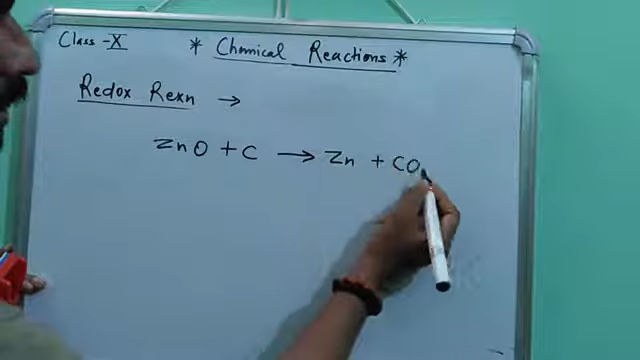 Class -X
* Chemical Reactions *
Redox Rexn →
ZnO + C → Zn + CO